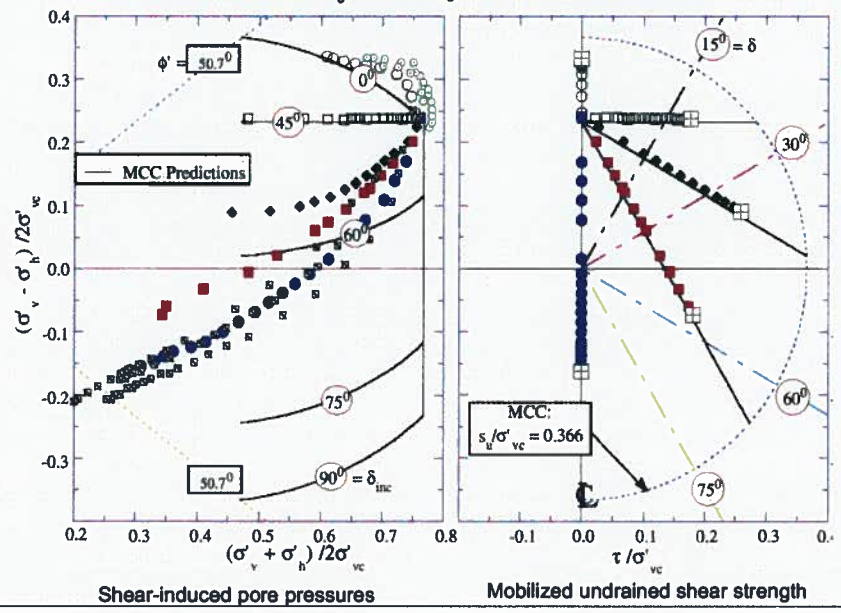 0.4
0.3
0.2
0.1
0.0
-0.1
-0.2
-0.3
(σ'v - σ'h) /2σ'vc
ϕ' = 50.7⁰
0⁰
45⁰
MCC Predictions
60⁰
75⁰
90⁰ = δinc
50.7⁰
0.2 0.3 0.4 0.5 0.6 0.7 0.8
(σ'v + σ'h) /2σ'vc
Shear-induced pore pressures
15⁰ = δ
30⁰
60⁰
75⁰
MCC:
su/σ'vc = 0.366
-0.1 0.0 0.1 0.2 0.3 0.4
τ /σ'vc
Mobilized undrained shear strength